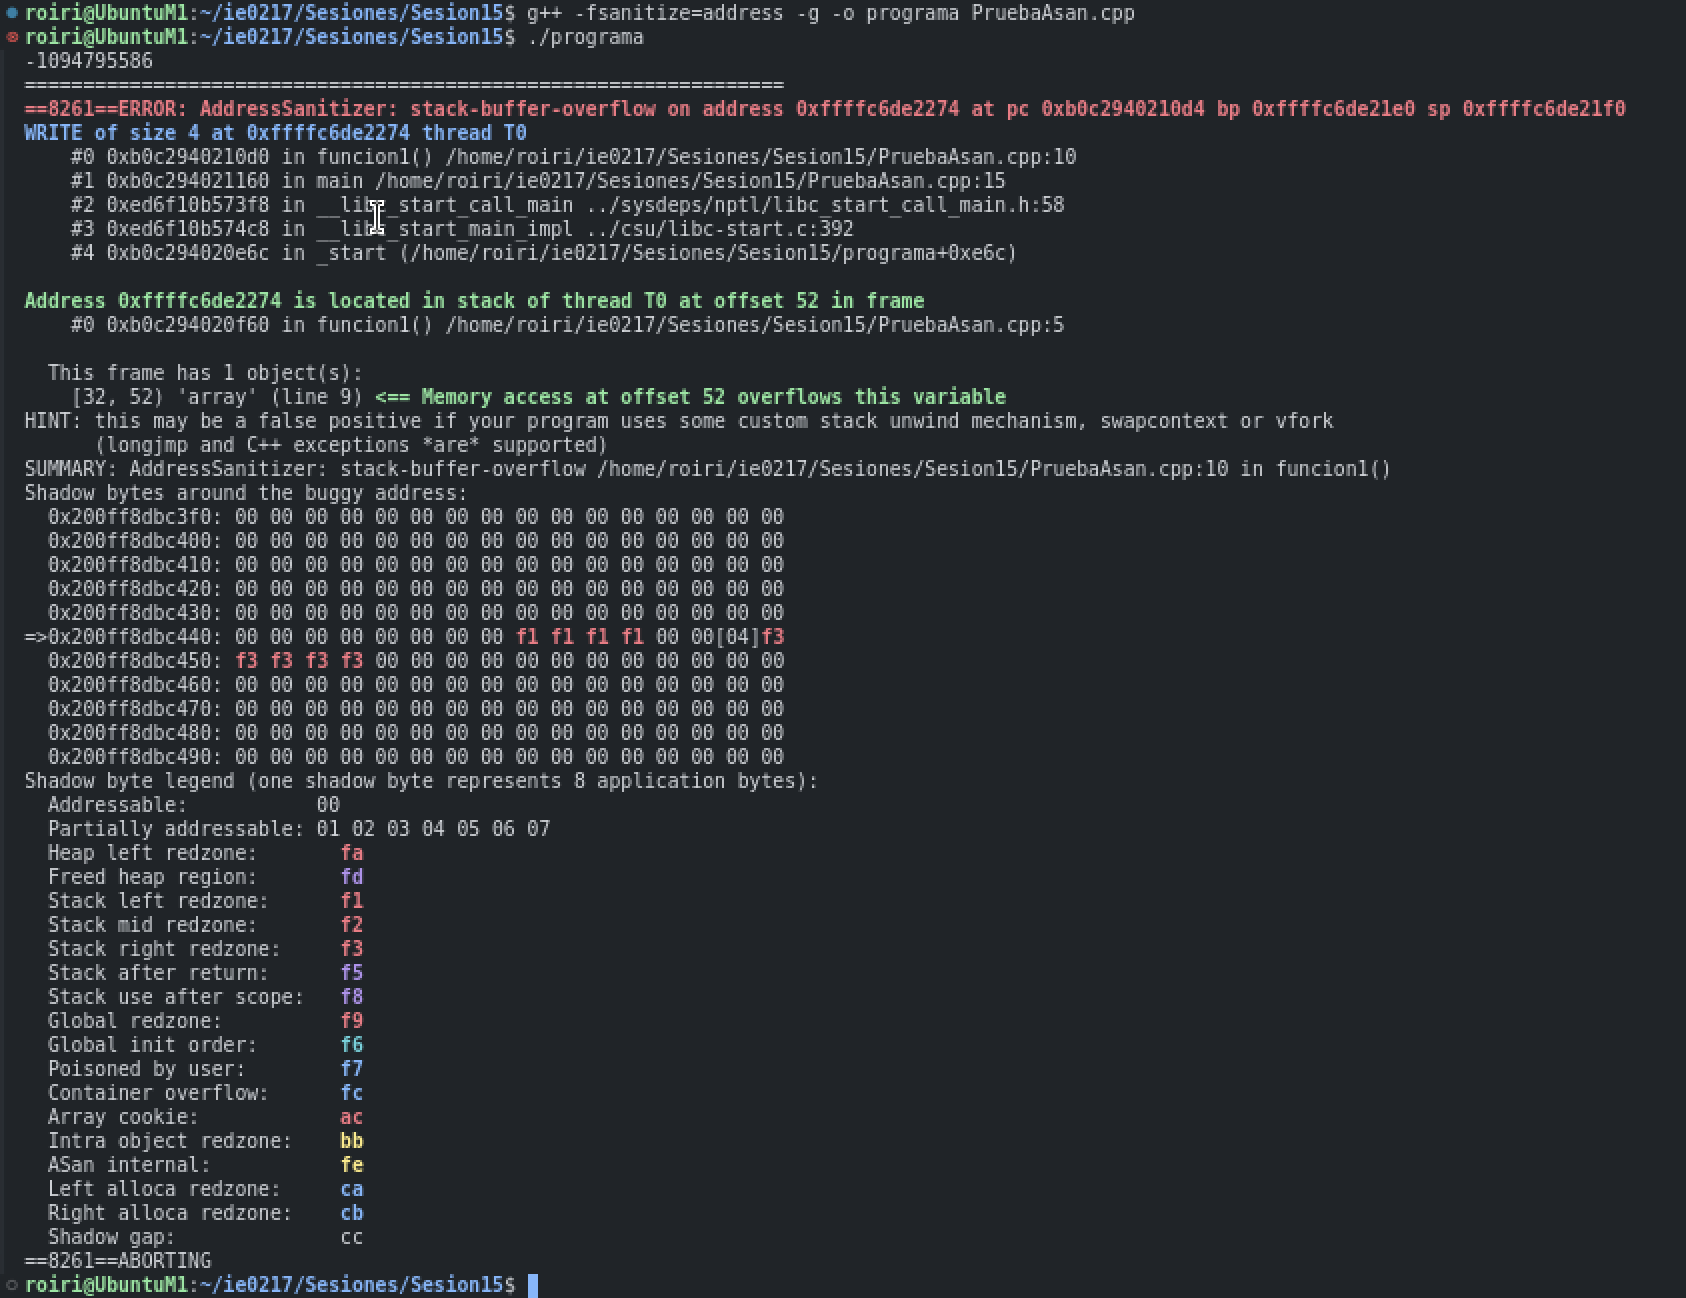 roiri@UbuntuM1:~/ie0217/Sesiones/Sesion15$ g++ -fsanitize=address -g -o programa PruebaAsan.cpp
roiri@UbuntuM1:~/ie0217/Sesiones/Sesion15$ ./programa
-1094795586
=================================================================
==8261==ERROR: AddressSanitizer: stack-buffer-overflow on address 0xffffc6de2274 at pc 0xb0c2940210d4 bp 0xffffc6de21e0 sp 0xffffc6de21f0
WRITE of size 4 at 0xffffc6de2274 thread T0
    #0 0xb0c2940210d0 in funcion1() /home/roiri/ie0217/Sesiones/Sesion15/PruebaAsan.cpp:10
    #1 0xb0c294021160 in main /home/roiri/ie0217/Sesiones/Sesion15/PruebaAsan.cpp:15
    #2 0xed6f10b573f8 in __libc_start_call_main ../sysdeps/nptl/libc_start_call_main.h:58
    #3 0xed6f10b574c8 in __libc_start_main_impl ../csu/libc-start.c:392
    #4 0xb0c294020e6c in _start (/home/roiri/ie0217/Sesiones/Sesion15/programa+0xe6c)
Address 0xffffc6de2274 is located in stack of thread T0 at offset 52 in frame
    #0 0xb0c294020f60 in funcion1() /home/roiri/ie0217/Sesiones/Sesion15/PruebaAsan.cpp:5
  This frame has 1 object(s):
    [32, 52) 'array' (line 9) <== Memory access at offset 52 overflows this variable
HINT: this may be a false positive if your program uses some custom stack unwind mechanism, swapcontext or vfork
      (longjmp and C++ exceptions *are* supported)
SUMMARY: AddressSanitizer: stack-buffer-overflow /home/roiri/ie0217/Sesiones/Sesion15/PruebaAsan.cpp:10 in funcion1()
Shadow bytes around the buggy address:
  0x200ff8dbc3f0: 00 00 00 00 00 00 00 00 00 00 00 00 00 00 00 00
  0x200ff8dbc400: 00 00 00 00 00 00 00 00 00 00 00 00 00 00 00 00
  0x200ff8dbc410: 00 00 00 00 00 00 00 00 00 00 00 00 00 00 00 00
  0x200ff8dbc420: 00 00 00 00 00 00 00 00 00 00 00 00 00 00 00 00
  0x200ff8dbc430: 00 00 00 00 00 00 00 00 00 00 00 00 00 00 00 00
=>0x200ff8dbc440: 00 00 00 00 00 00 00 00 f1 f1 f1 f1 00 00[04]f3
  0x200ff8dbc450: f3 f3 f3 f3 00 00 00 00 00 00 00 00 00 00 00 00
  0x200ff8dbc460: 00 00 00 00 00 00 00 00 00 00 00 00 00 00 00 00
  0x200ff8dbc470: 00 00 00 00 00 00 00 00 00 00 00 00 00 00 00 00
  0x200ff8dbc480: 00 00 00 00 00 00 00 00 00 00 00 00 00 00 00 00
  0x200ff8dbc490: 00 00 00 00 00 00 00 00 00 00 00 00 00 00 00 00
Shadow byte legend (one shadow byte represents 8 application bytes):
  Addressable:           00
  Partially addressable: 01 02 03 04 05 06 07
  Heap left redzone:       fa
  Freed heap region:       fd
  Stack left redzone:      f1
  Stack mid redzone:       f2
  Stack right redzone:     f3
  Stack after return:      f5
  Stack use after scope:   f8
  Global redzone:          f9
  Global init order:       f6
  Poisoned by user:        f7
  Container overflow:      fc
  Array cookie:            ac
  Intra object redzone:    bb
  ASan internal:           fe
  Left alloca redzone:     ca
  Right alloca redzone:    cb
  Shadow gap:              cc
==8261==ABORTING
roiri@UbuntuM1:~/ie0217/Sesiones/Sesion15$